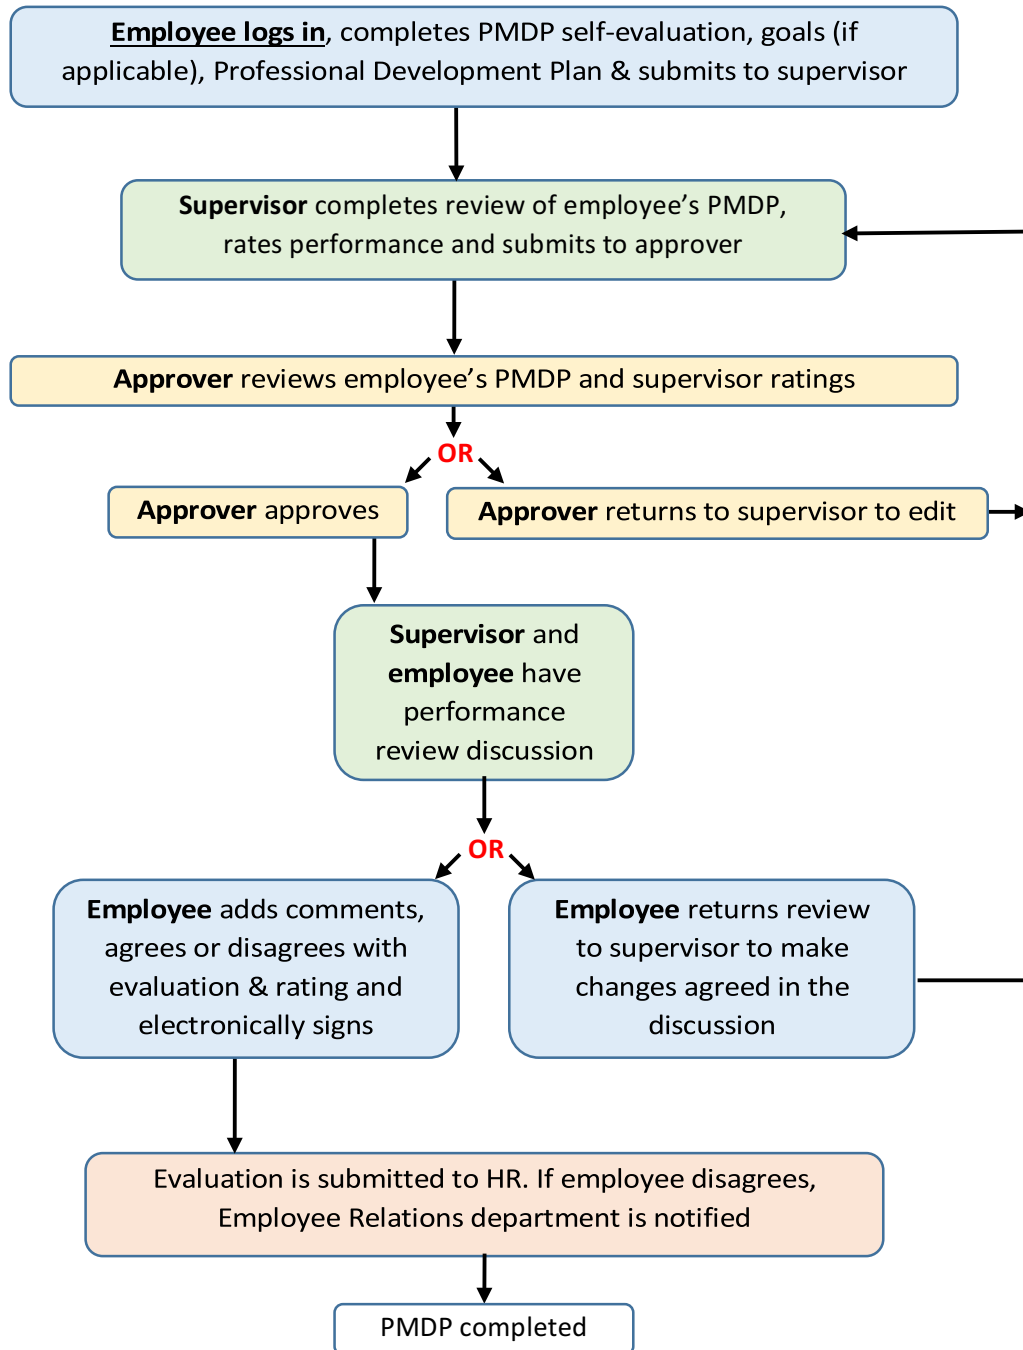 Employee logs in, completes PMDP self-evaluation, goals (if
applicable), Professional Development Plan & submits to supervisor
Supervisor completes review of employee’s PMDP,
rates performance and submits to approver
Approver reviews employee’s PMDP and supervisor ratings
OR
Approver approves
Approver returns to supervisor to edit
Supervisor and
employee have
performance
review discussion
OR
Employee adds comments,
agrees or disagrees with
evaluation & rating and
electronically signs
Employee returns review
to supervisor to make
changes agreed in the
discussion
Evaluation is submitted to HR. If employee disagrees,
Employee Relations department is notified
PMDP completed